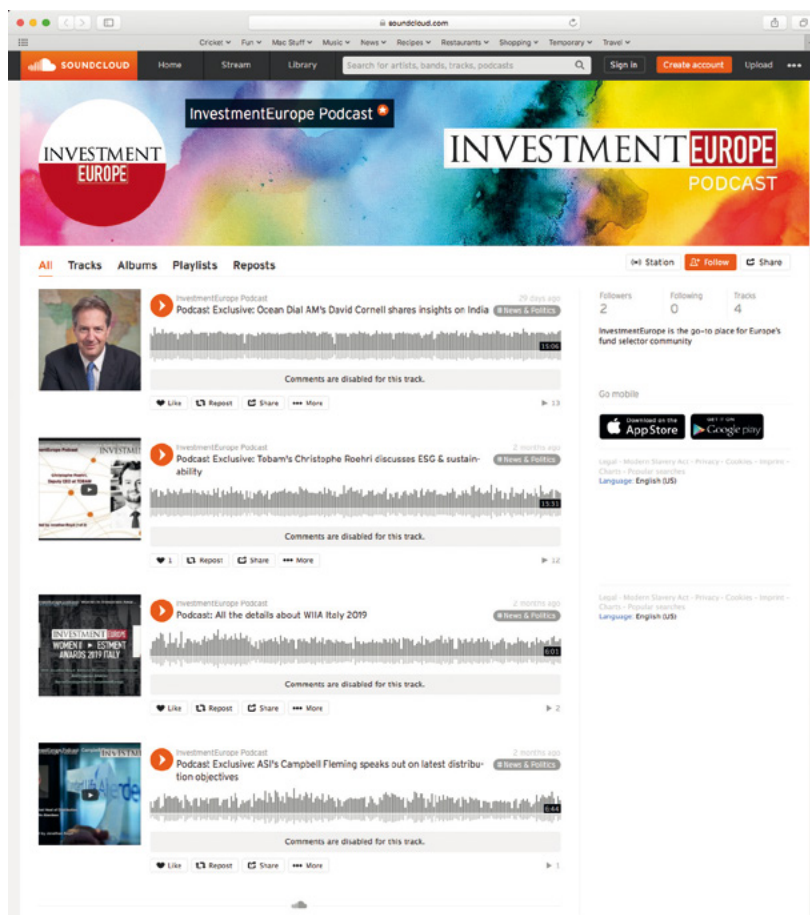 soundcloud.com
Cricket Fun Mac Stuff Music News Recipes Restaurants Shopping Temporary Travel
SOUNDCLOUD Home Stream Library Search for artists, bands, tracks, podcasts Sign in Create account Upload
INVESTMENT
EUROPE
InvestmentEurope Podcast
INVESTMENT EUROPE
PODCAST
All Tracks Albums Playlists Reposts
Station Follow Share
InvestmentEurope Podcast 29 days ago
Podcast Exclusive: Ocean Dial AM's David Cornell shares insights on India # News & Politics
15:06
Comments are disabled for this track.
Like Repost Share More 13
InvestmentEurope Podcast 2 months ago
Podcast Exclusive: Tobam's Christophe Roehri discusses ESG & sustain-
ability
# News & Politics
15:31
Comments are disabled for this track.
1 Repost Share More 12
InvestmentEurope Podcast 2 months ago
Podcast: All the details about WIIA Italy 2019 # News & Politics
INVESTMENT EUROPE
AWARDS 2019 ITALY
6:01
Comments are disabled for this track.
Like Repost Share More 2
InvestmentEurope Podcast 2 months ago
Podcast Exclusive: ASI's Campbell Fleming speaks out on latest distribu-
tion objectives
# News & Politics
6:44
Comments are disabled for this track.
Like Repost Share More 1
Followers Following Tracks
2 0 4
InvestmentEurope is the go-to place for Europe's
fund selector community
Go mobile
Download on the
App Store
GET IT ON
Google play
Legal - Modern Slavery Act - Privacy - Cookies - Imprint -
Charts - Popular searches
Language: English (US)
Legal - Modern Slavery Act - Privacy - Cookies - Imprint -
Charts - Popular searches
Language: English (US)